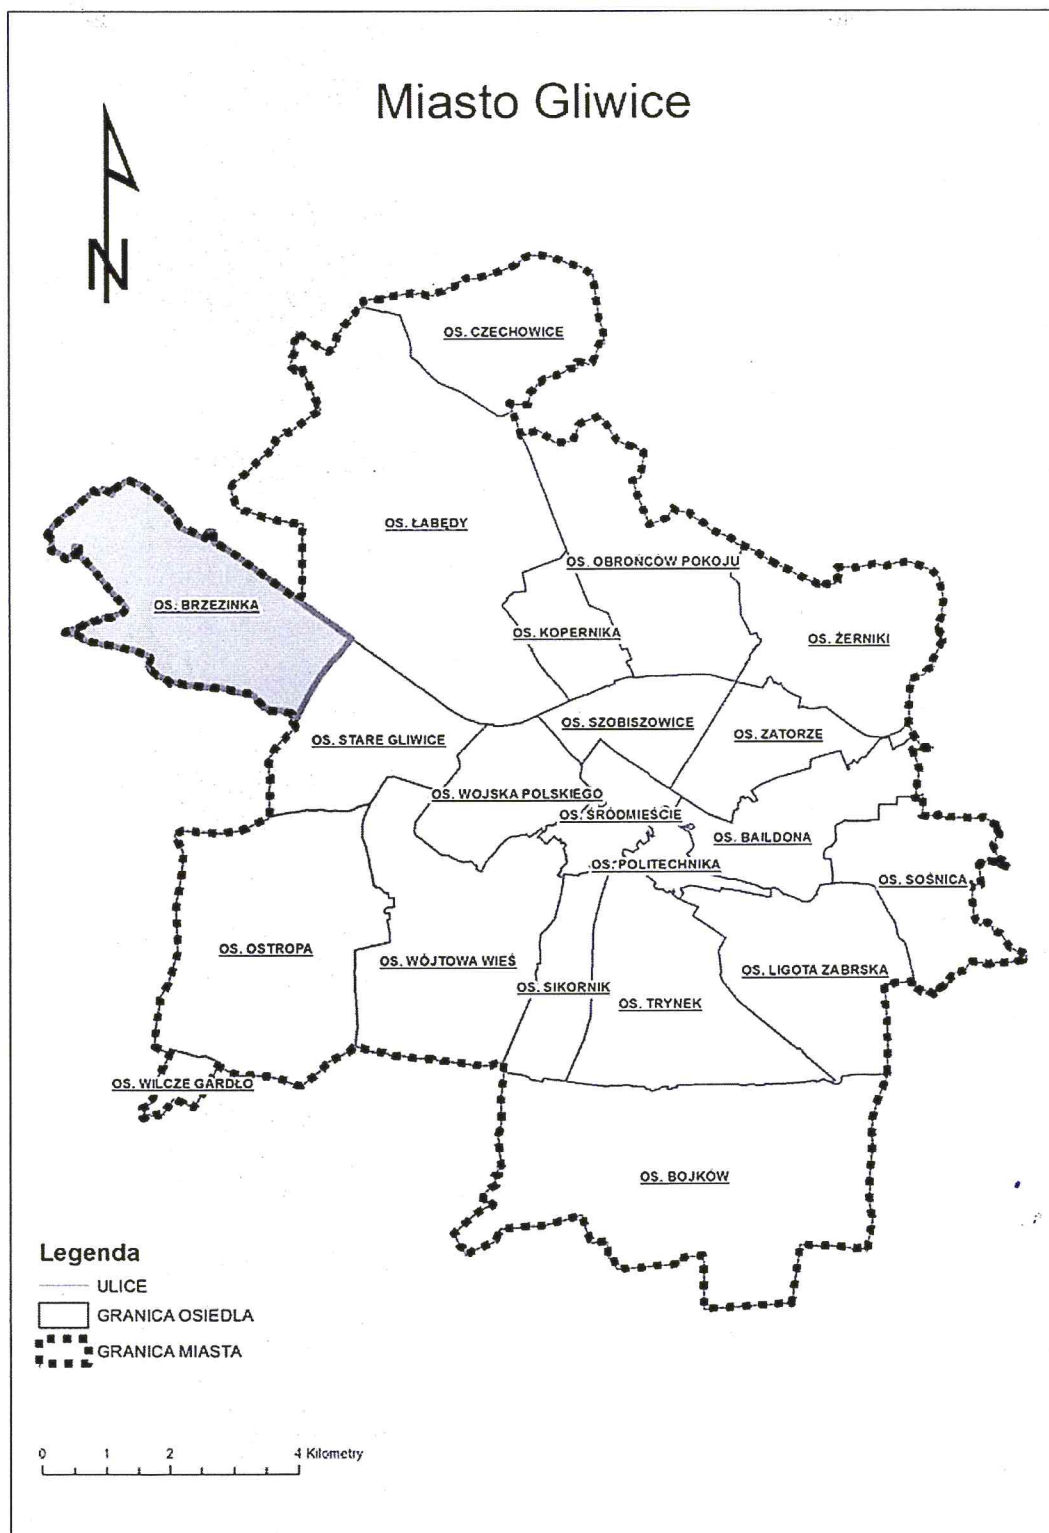 Miasto Gliwice
N
OS. CZECHOWICE
OS. ŁABĘDY
OS. OBROŃCÓW POKOJU
OS. BRZEZINKA
OS. KOPERNIKA
OS. ŻERNIKI
OS. SZOBISZOWICE
OS. ZATORZE
OS. STARE GLIWICE
OS. WOJSKA POLSKIEGO
OS. ŚRÓDMIEŚCIE
OS. BAILDONA
OS. POLITECHNIKA
OS. SOŚNICA
OS. OSTROPA
OS. WÓJTOWA WIEŚ
OS. LIGOTA ZABRSKA
OS. SIKORNIK
OS. TRYNEK
OS. WILCZE GARDŁO
OS. BOJKÓW
Legenda
ULICE
GRANICA OSIEDLA
GRANICA MIASTA
0 1 2 4 Kilometry